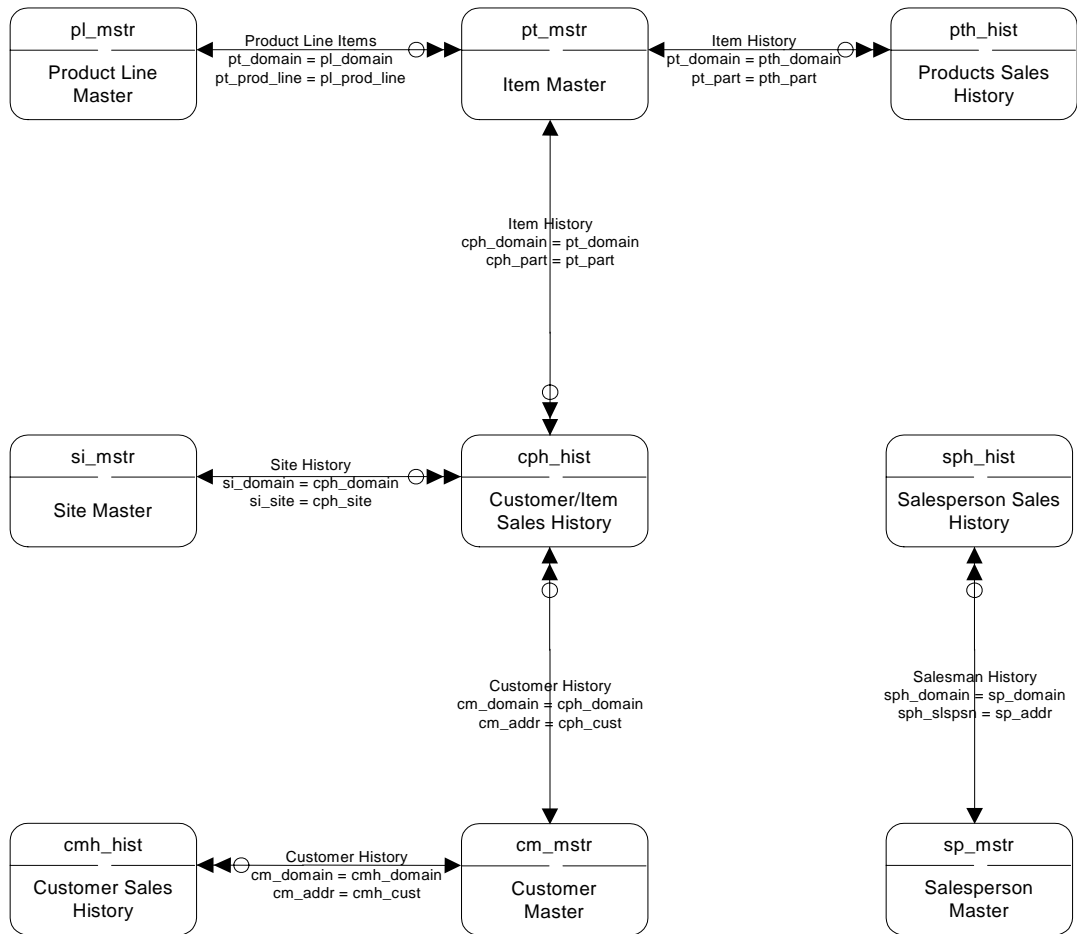 pl_mstr
Product Line
Master
Product Line Items
pt_domain = pl_domain
pt_prod_line = pl_prod_line
pt_mstr
Item Master
Item History
pt_domain = pth_domain
pt_part = pth_part
pth_hist
Products Sales
History
Item History
cph_domain = pt_domain
cph_part = pt_part
si_mstr
Site Master
Site History
si_domain = cph_domain
si_site = cph_site
cph_hist
Customer/Item
Sales History
sph_hist
Salesperson Sales
History
Customer History
cm_domain = cph_domain
cm_addr = cph_cust
Salesman History
sph_domain = sp_domain
sph_slspsn = sp_addr
cmh_hist
Customer Sales
History
Customer History
cm_domain = cmh_domain
cm_addr = cmh_cust
cm_mstr
Customer
Master
sp_mstr
Salesperson
Master